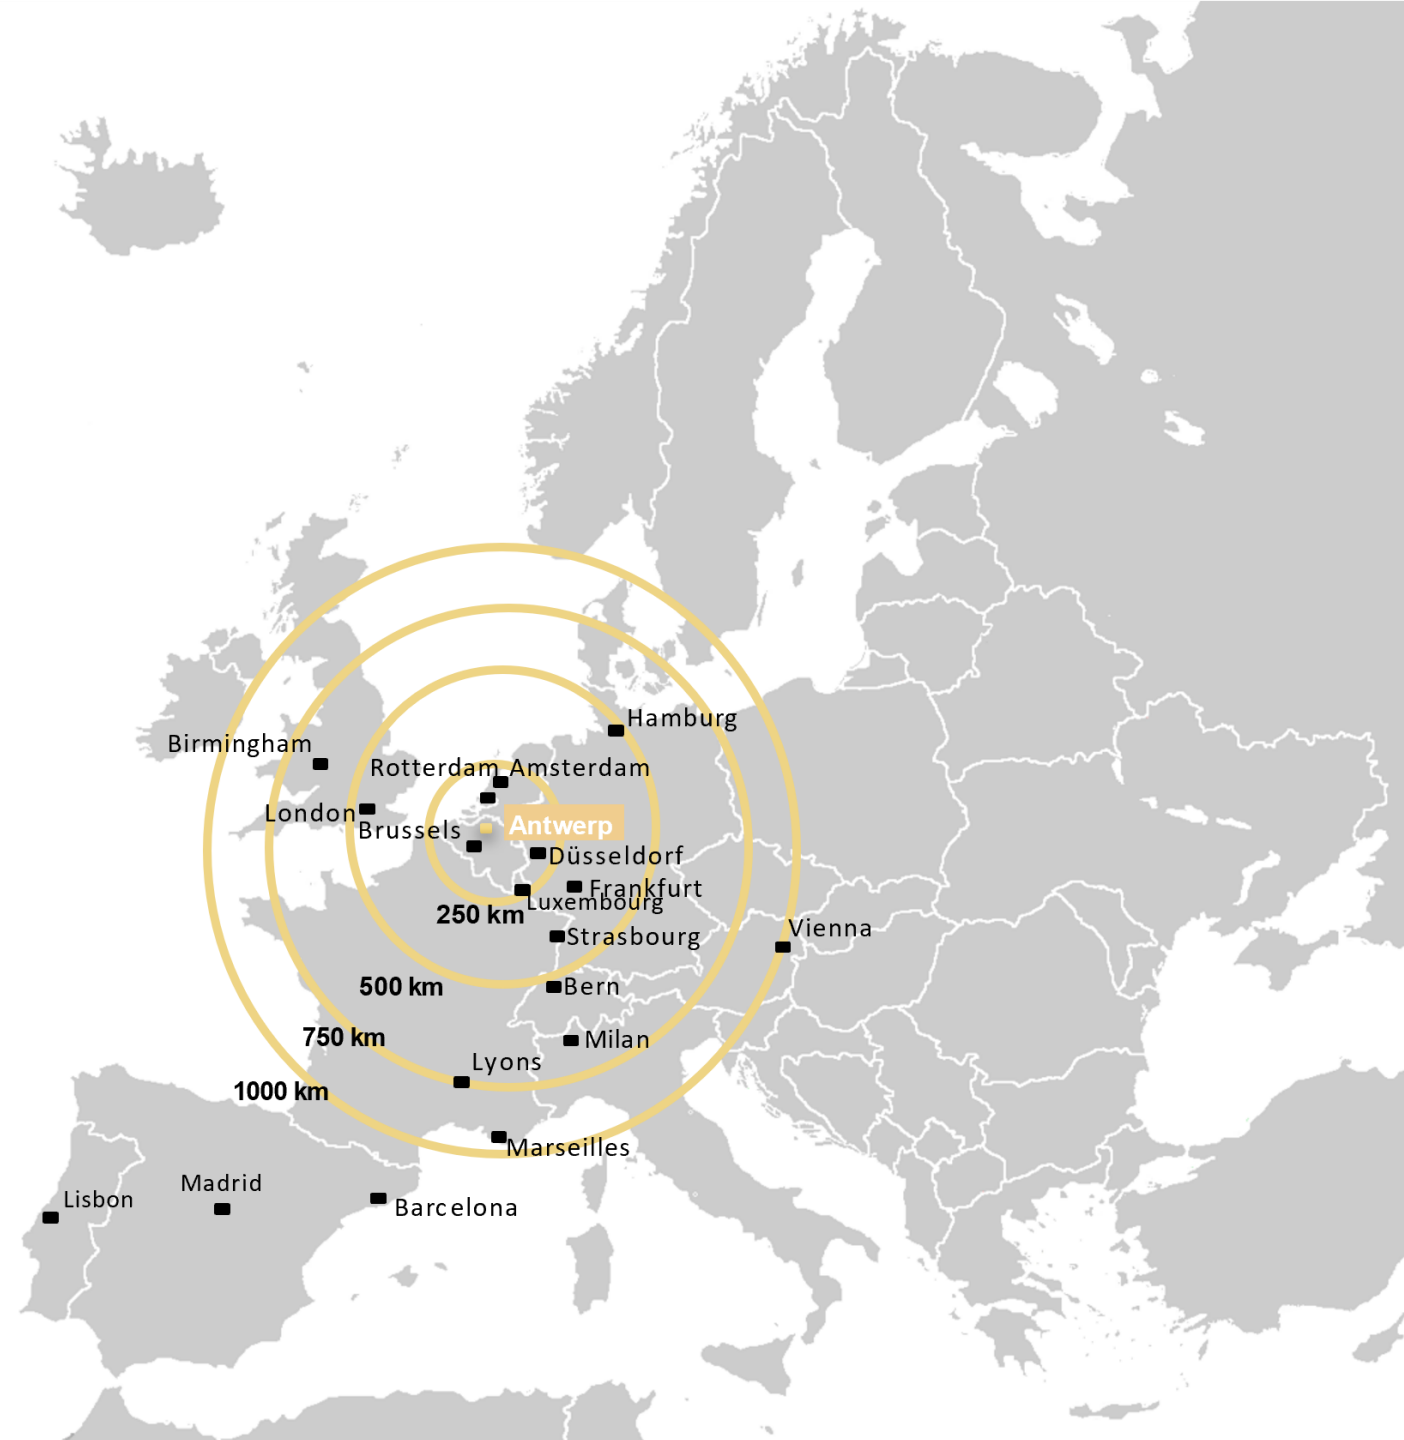 Hamburg
Birmingham
Rotterdam
Amsterdam
London
Antwerp
Brussels
Düsseldorf
Frankfurt
Luxembourg
250 km
Vienna
Strasbourg
500 km
Bern
750 km
Milan
Lyons
1000 km
Marseilles
Madrid
Lisbon
Barcelona